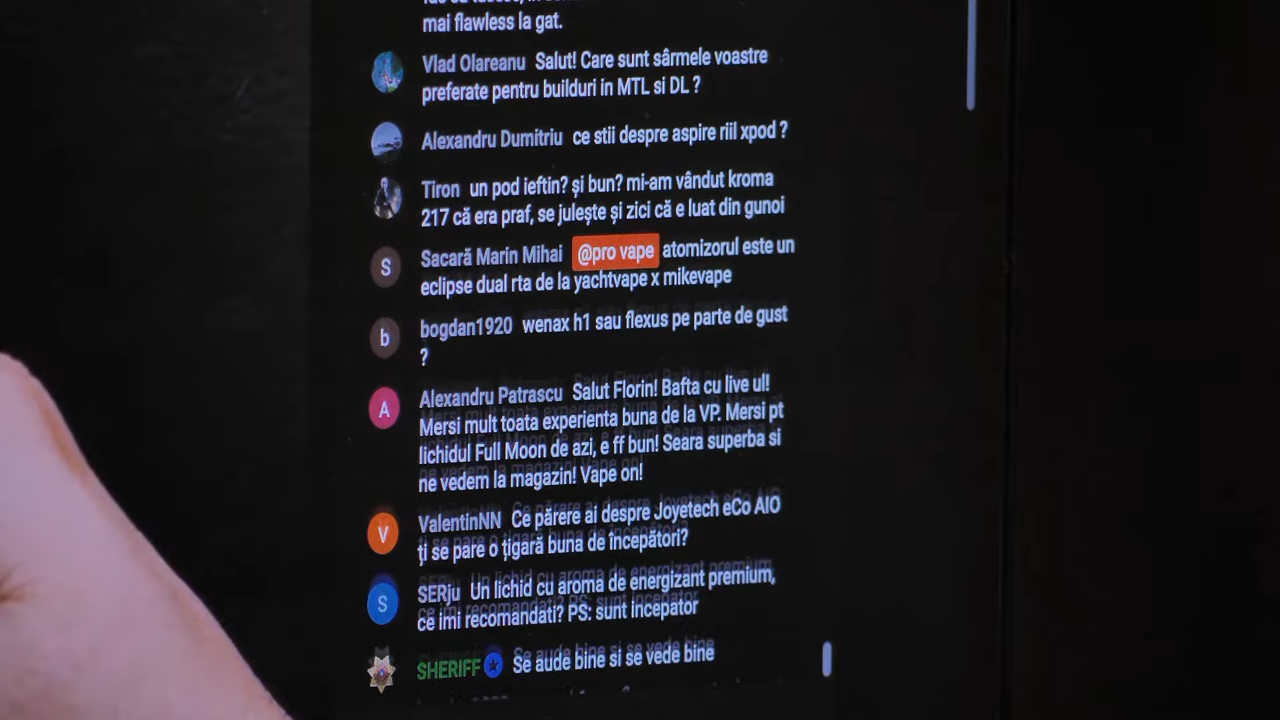 mai flawless la gat.
Vlad Olareanu Salut! Care sunt sârmele voastre
preferate pentru builduri in MTL si DL ?
Alexandru Dumitriu ce stii despre aspire riil xpod ?
Tiron un pod ieftin? și bun? mi-am vândut kroma
217 că era praf, se julește și zici că e luat din gunoi
S Sacară Marin Mihai @pro vape atomizorul este un
eclipse dual rta de la yachtvape x mikevape
b bogdan1920 wenax h1 sau flexus pe parte de gust
?
A Alexandru Patrascu Salut Florin! Bafta cu live ul!
Mersi mult toata experienta buna de la VP. Mersi pt
lichidul Full Moon de azi, e ff bun! Seara superba si
ne vedem la magazin! Vape on!
V ValentinNN Ce părere ai despre Joyetech eCo AIO
ți se pare o țigară buna de începători?
S SERju Un lichid cu aroma de energizant premium,
ce imi recomandati? PS: sunt incepator
SHERIFF Se aude bine si se vede bine